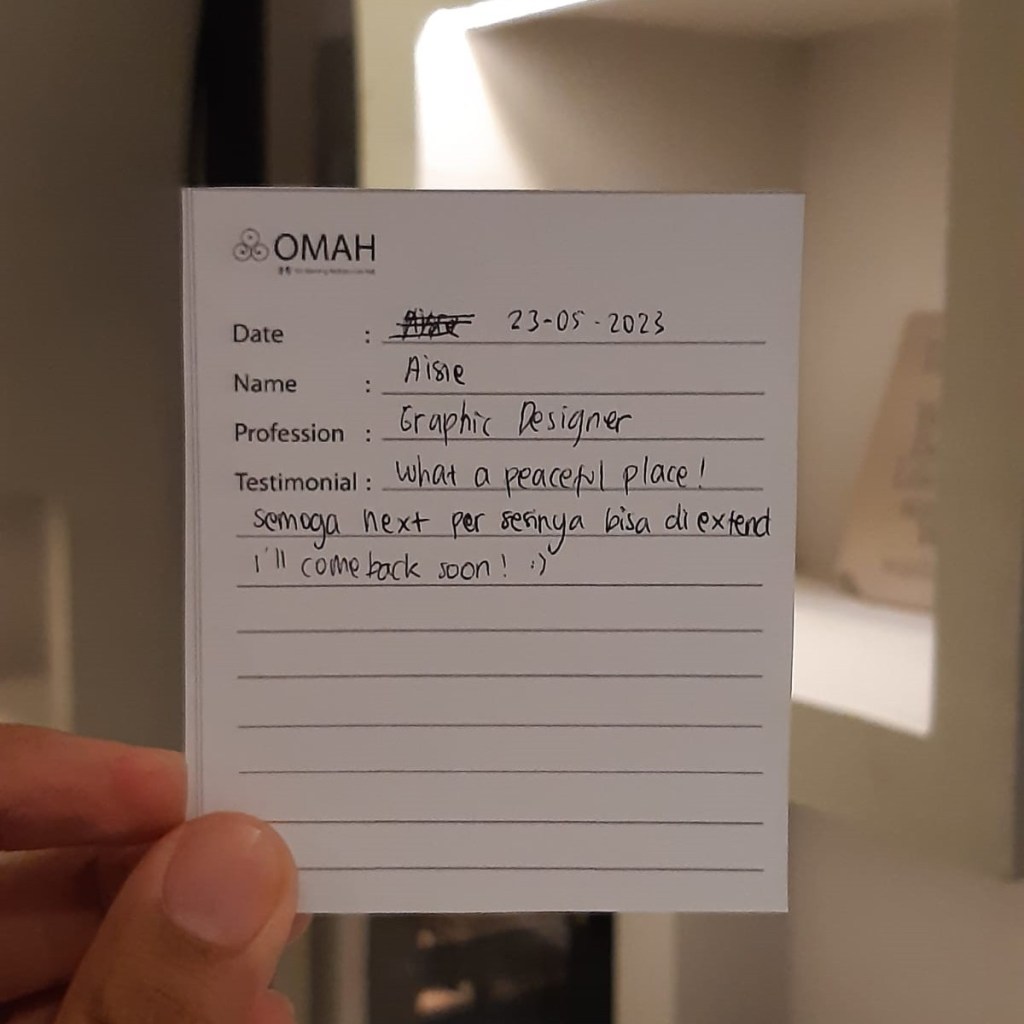 OMAH
Date : 23-05-2023
Name : Aisie
Profession : Graphic Designer
Testimonial : What a peaceful place!
semoga next per sesinya bisa di extend
I'll come back soon! :)